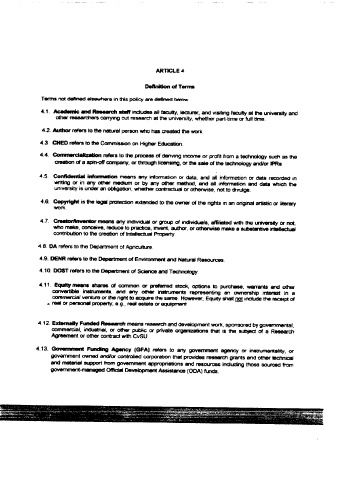 ARTICLE 4
Definition of Terms
Terms not defined elsewhere in this policy are defined below
4.1. Academic and Research staff includes all faculty, lecturer, and visiting faculty at the university and
other researchers carrying out research at the university, whether part-time or full time.
4.2. Author refers to the natural person who has created the work
4.3 CHED refers to the Commission on Higher Education.
4.4. Commercialization refers to the process of deriving income or profit from a technology such as the
creation of a spin-off company, or through licensing, or the sale of the technology and/or IPRs
4.5. Confidential information means any information or data, and all information or data recorded in
writing or in any other medium or by any other method, and all information and data which the
university is under an obligation, whether contractual or otherwise, not to divulge.
4.6. Copyright is the legal protection extended to the owner of the rights in an original artistic or literary
work.
4.7. Creator/inventor means any individual or group of individuals, affiliated with the university or not,
who make, conceive, reduce to practice, invent, author, or otherwise make a substantive intellectual
contribution to the creation of Intellectual Property
4.8. DA refers to the Department of Agriculture.
4.9. DENR refers to the Department of Environment and Natural Resources.
4.10. DOST refers to the Department of Science and Technology
4.11. Equity means shares of common or preferred stock, options to purchase, warrants and other
convertible instruments, and any other instruments representing an ownership interest in a
commercial venture or the right to acquire the same. However, Equity shall not include the receipt of
real or personal property, e.g., real estate or equipment
4.12. Externally Funded Research means research and development work, sponsored by governmental,
commercial, industrial, or other public or private organizations that is the subject of a Research
Agreement or other contract with CvSU
4.13. Government Funding Agency (GFA) refers to any government agency or instrumentality, or
government owned and/or controlled corporation that provides research grants and other technical
and material support from government appropriations and resources including those sourced from
government-managed Official Development Assistance (ODA) funds.